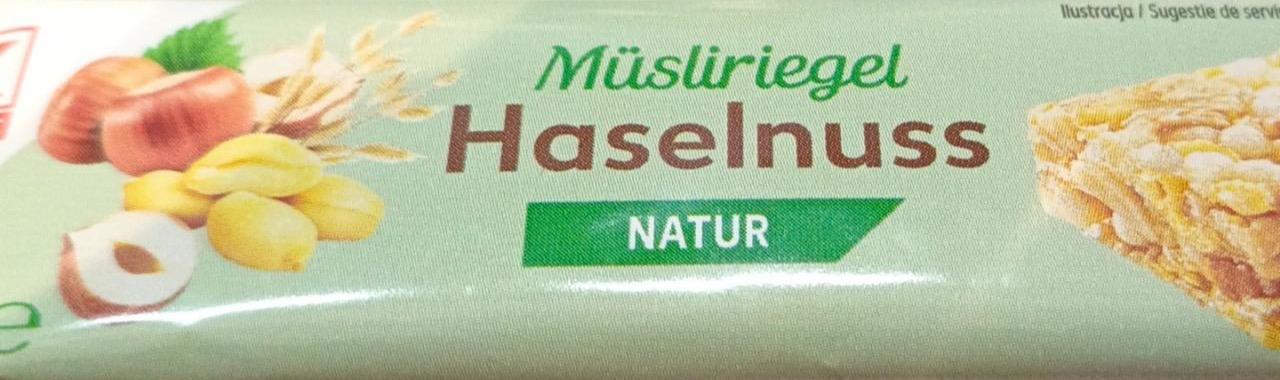 Ilustracja / Sugestie de servi
Müsliriegel
Haselnuss
NATUR
e